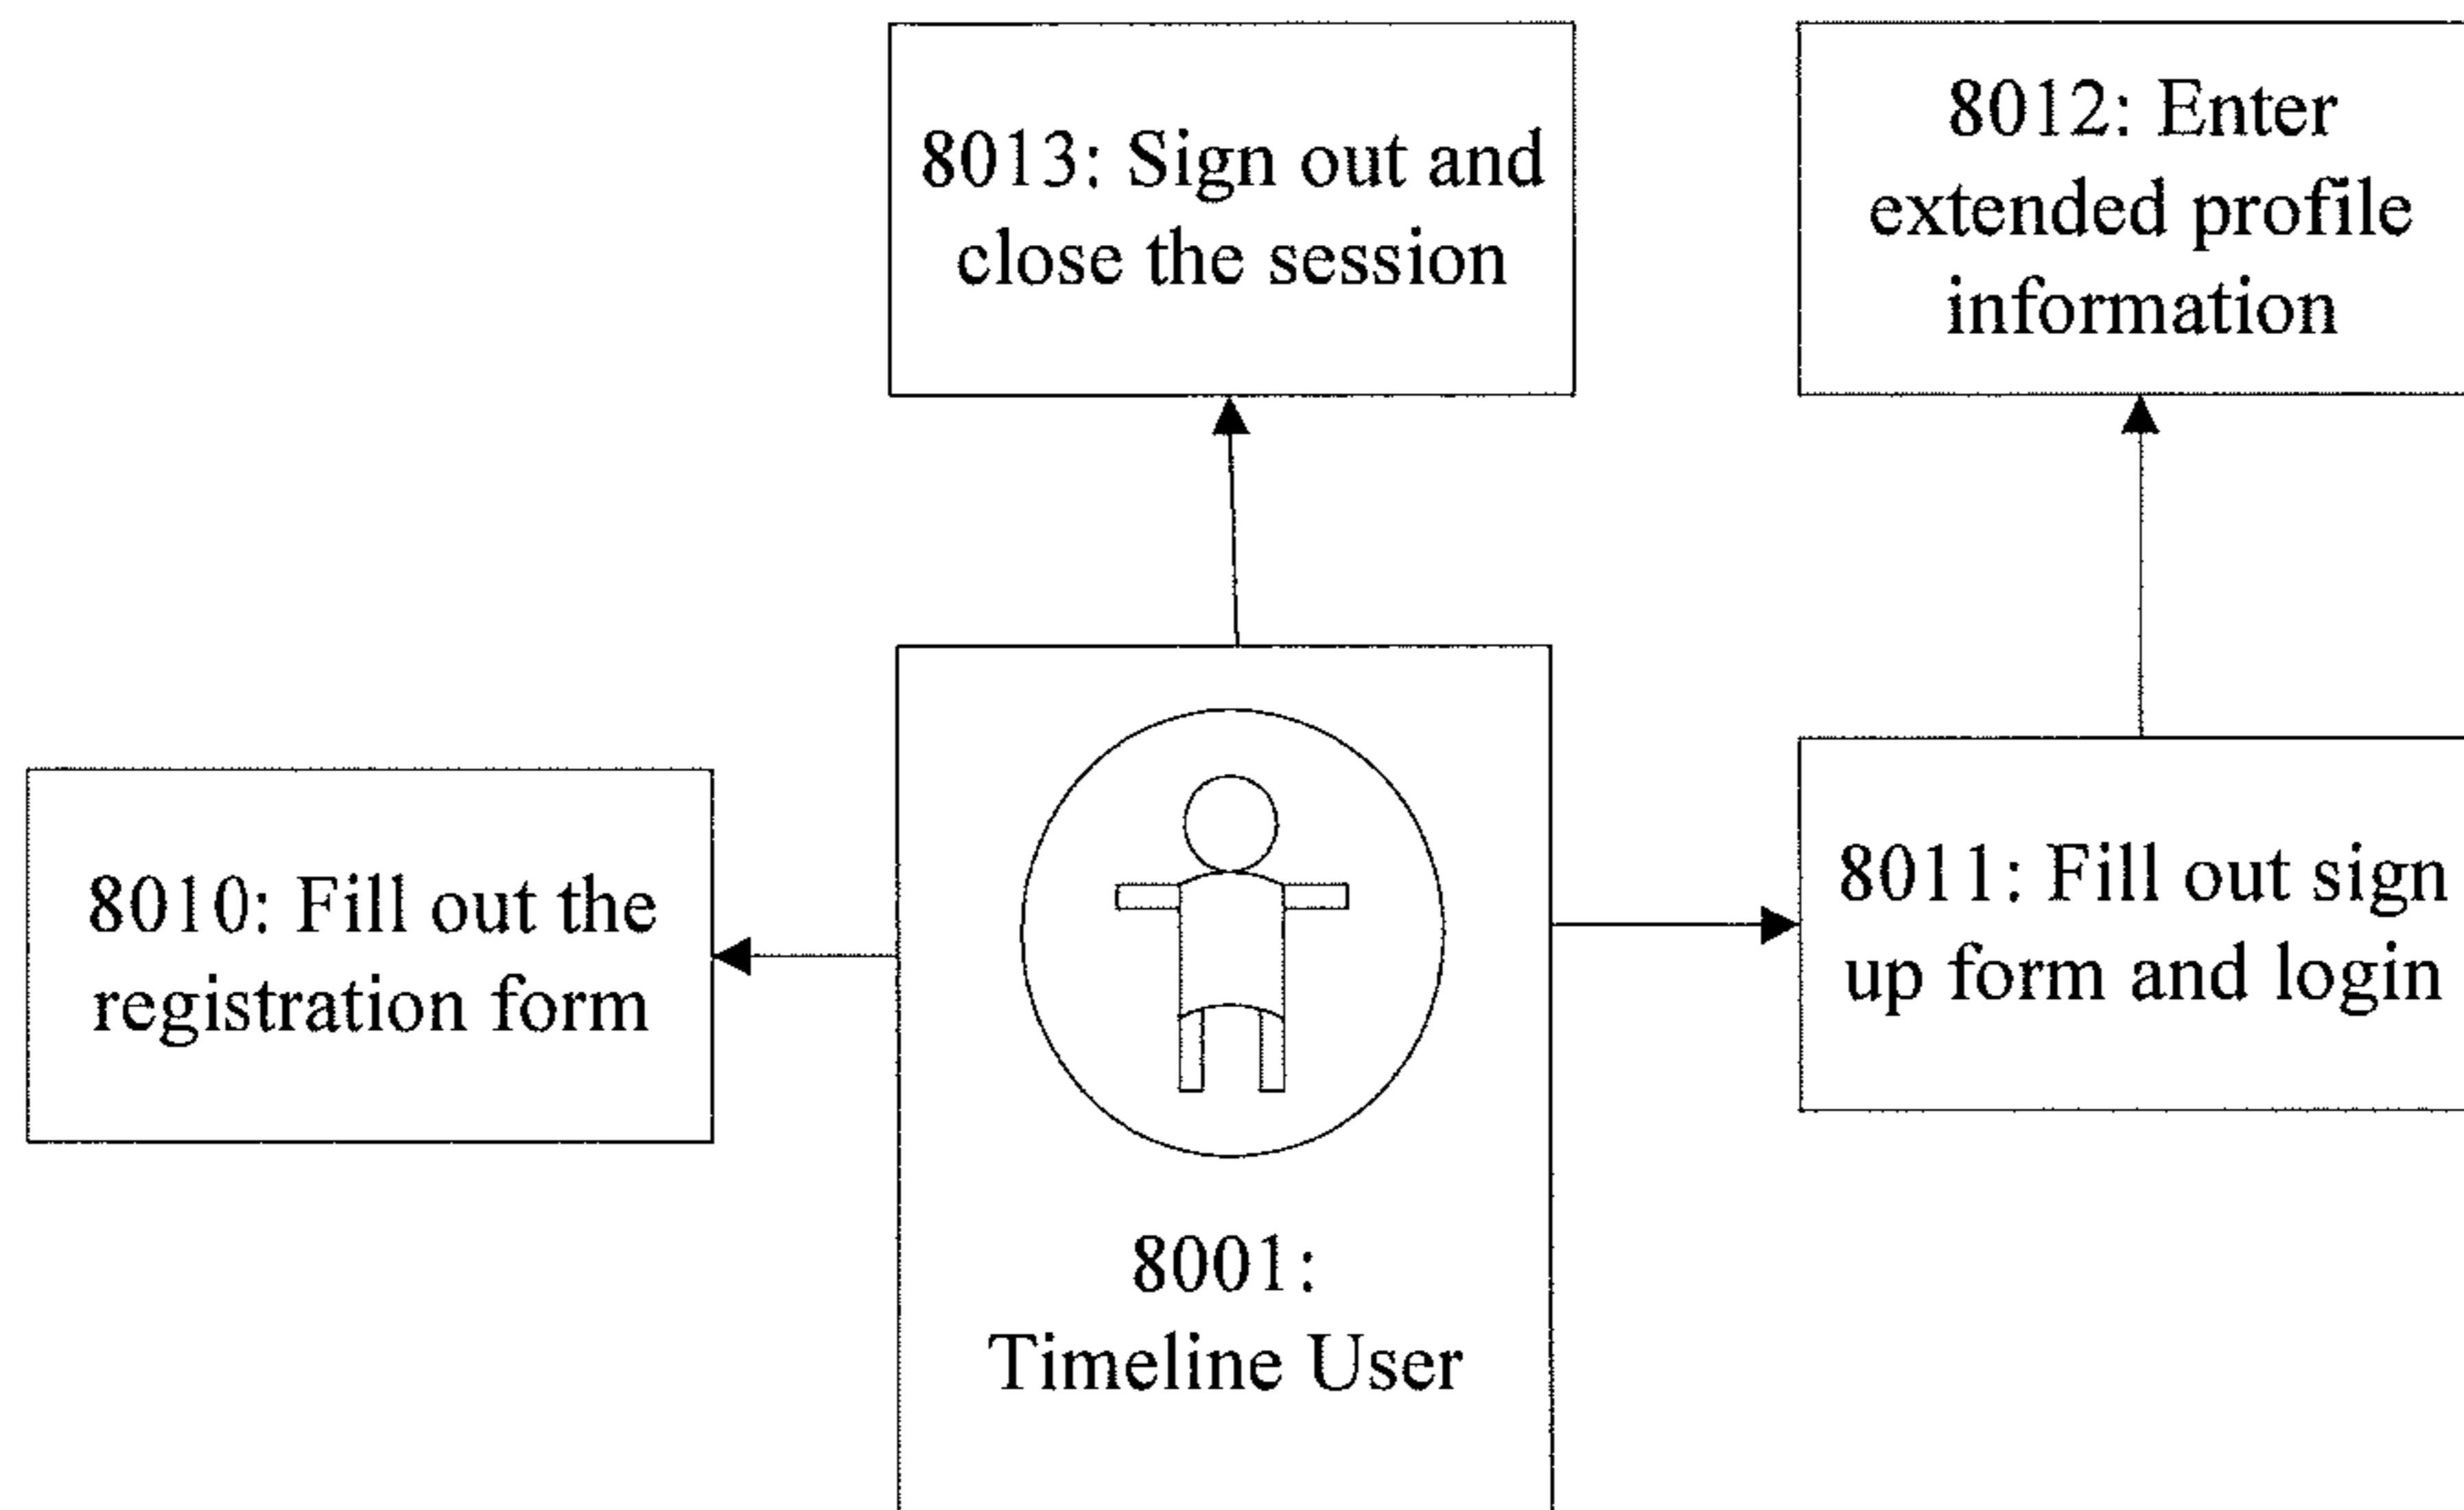 8013: Sign out and
close the session
8012: Enter
extended profile
information
8010: Fill out the
registration form
8001:
Timeline User
8011: Fill out sign
up form and login